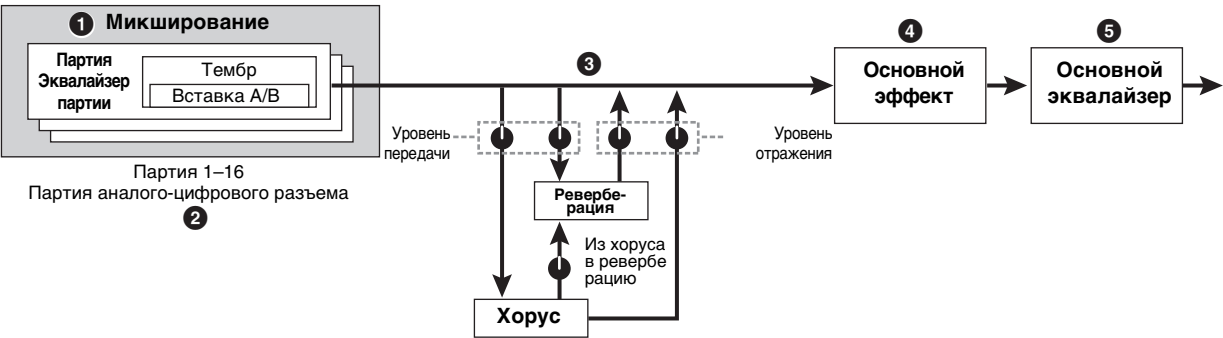 1 Микширование
Партия
Эквалайзер
партии
Тембр
Вставка A/B
Партия 1–16
Партия аналого-цифрового разъема
2
3
Уровень
передачи
Уровень
отражения
Ревербе-
рация
Из хоруса
в ревербе
рацию
Хорус
4
Основной
эффект
5
Основной
эквалайзер